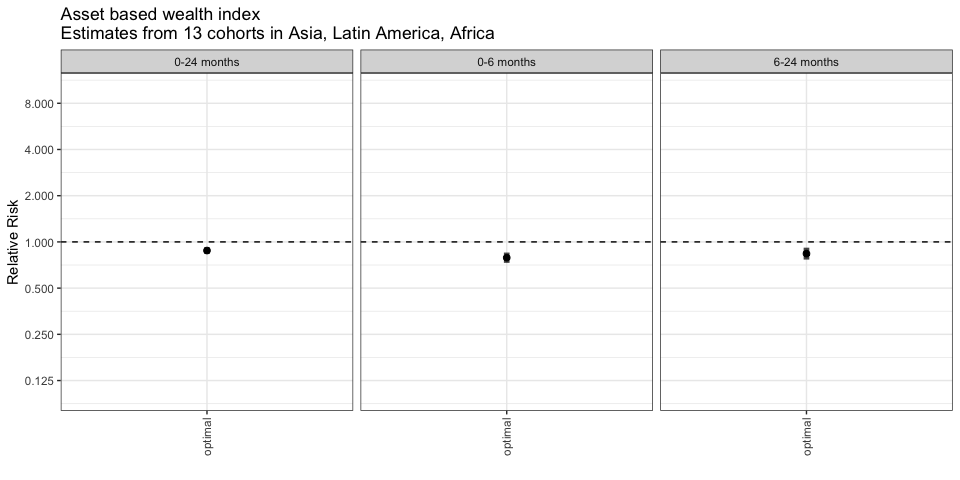 Asset based wealth index
Estimates from 13 cohorts in Asia, Latin America, Africa
0-24 months
0-6 months
6-24 months
Relative Risk
8.000
4.000
2.000
1.000
0.500
0.250
0.125
optimal
optimal
optimal